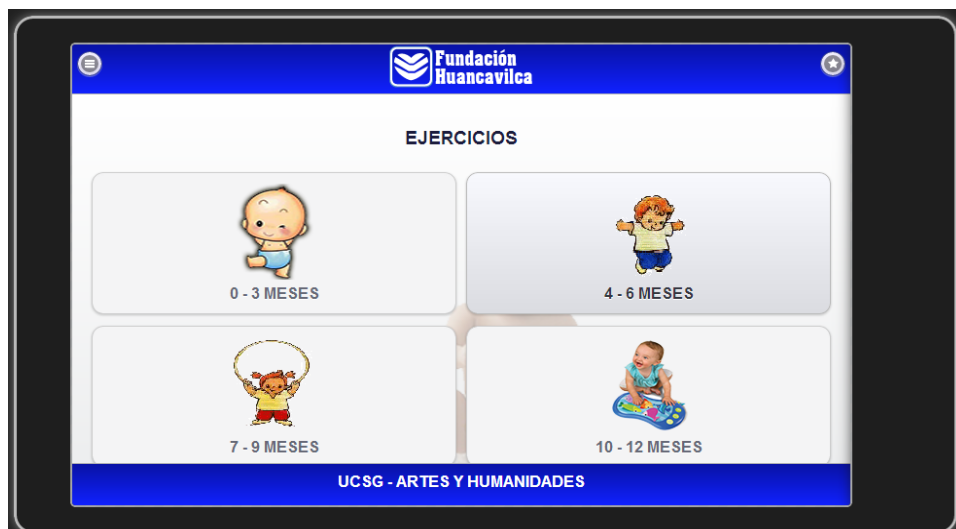 Fundación
Huancavilca
EJERCICIOS
0 - 3 MESES
4 - 6 MESES
7 - 9 MESES
10 - 12 MESES
UCSG - ARTES Y HUMANIDADES